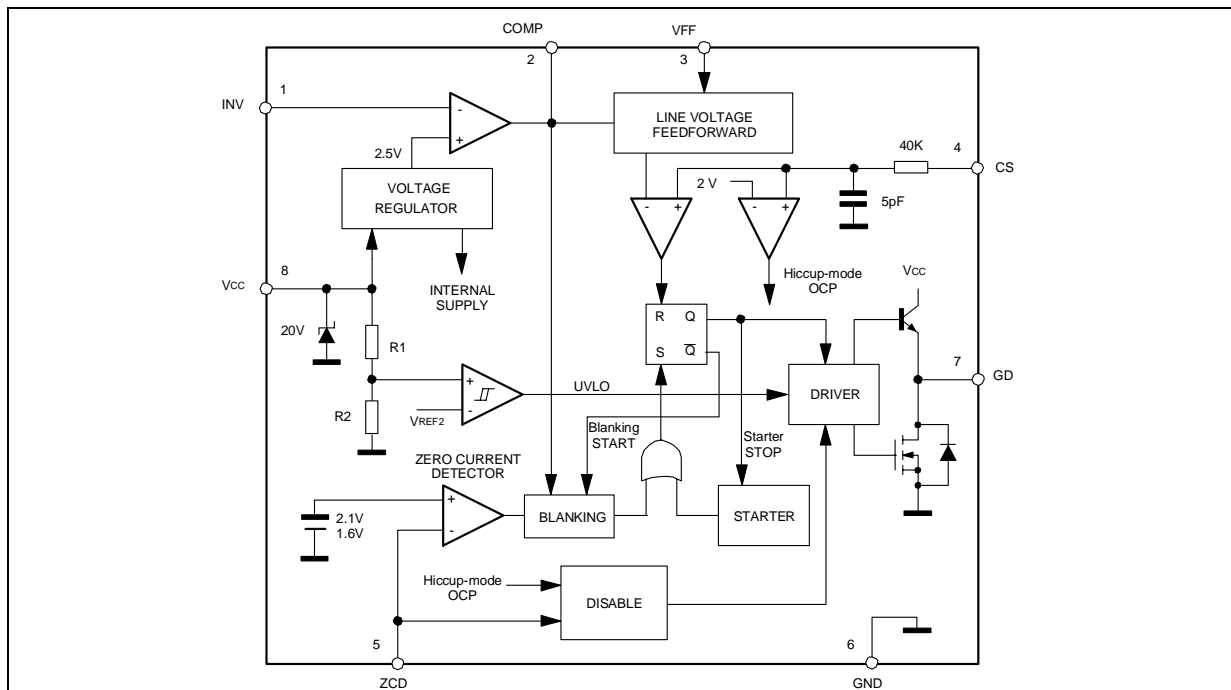 COMP
VFF
2
3
1
INV
-
+
LINE VOLTAGE
FEEDFORWARD
2.5V
40K
4
CS
VOLTAGE
REGULATOR
2 V
-
+
-
+
5pF
8
VCC
INTERNAL
SUPPLY
Hiccup-mode
OCP
VCC
20V
R1
R
Q
S
Q
7
GD
+
-
UVLO
DRIVER
R2
VREF2
Blanking
START
Starter
STOP
ZERO CURRENT
DETECTOR
+
-
2.1V
1.6V
BLANKING
STARTER
Hiccup-mode
OCP
DISABLE
5
6
ZCD
GND